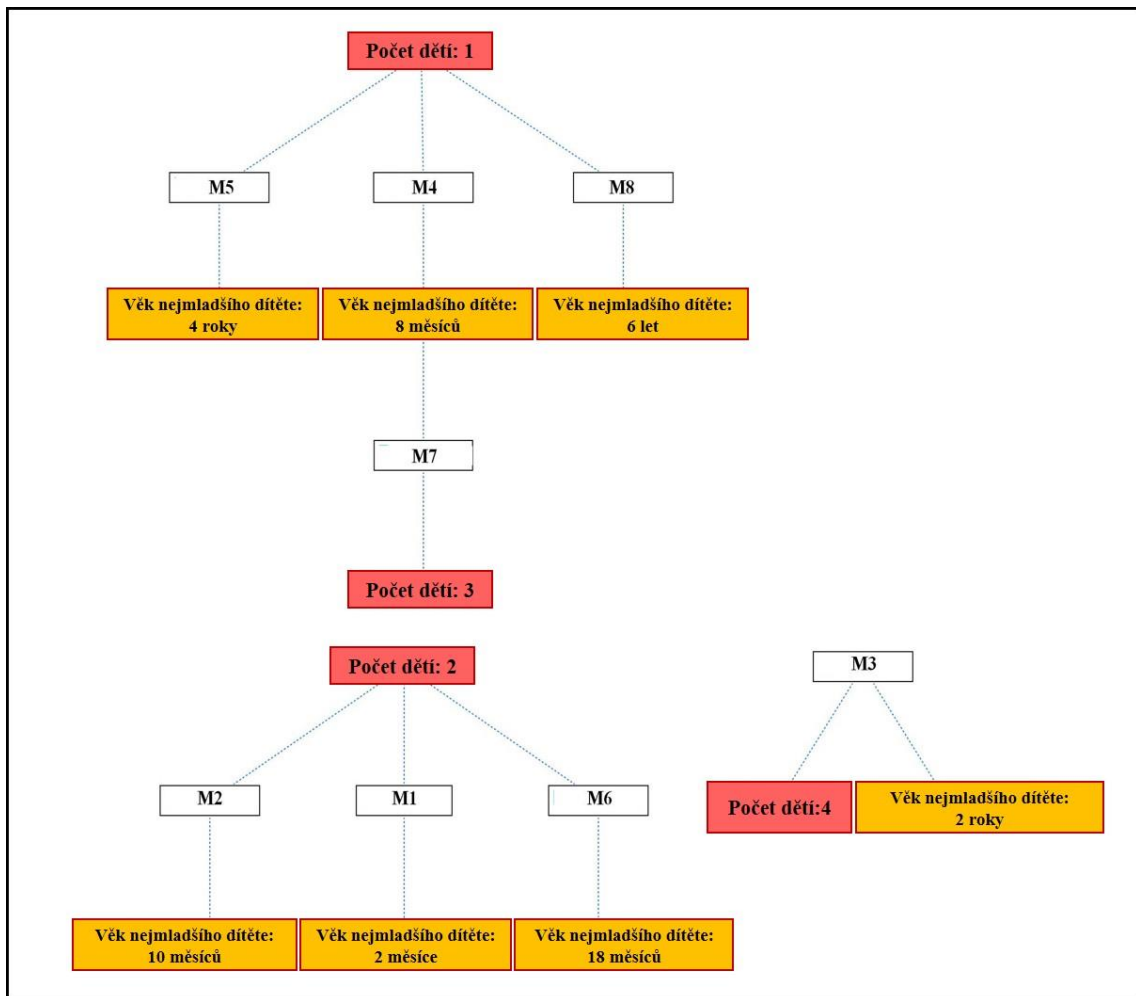 Počet dětí: 1
M5
M4
M8
Věk nejmladšího dítěte:
4 roky
Věk nejmladšího dítěte:
8 měsíců
Věk nejmladšího dítěte:
6 let
M7
Počet dětí: 3
Počet dětí: 2
M3
M2
M1
M6
Počet dětí:4
Věk nejmladšího dítěte:
2 roky
Věk nejmladšího dítěte:
10 měsíců
Věk nejmladšího dítěte:
2 měsíce
Věk nejmladšího dítěte:
18 měsíců